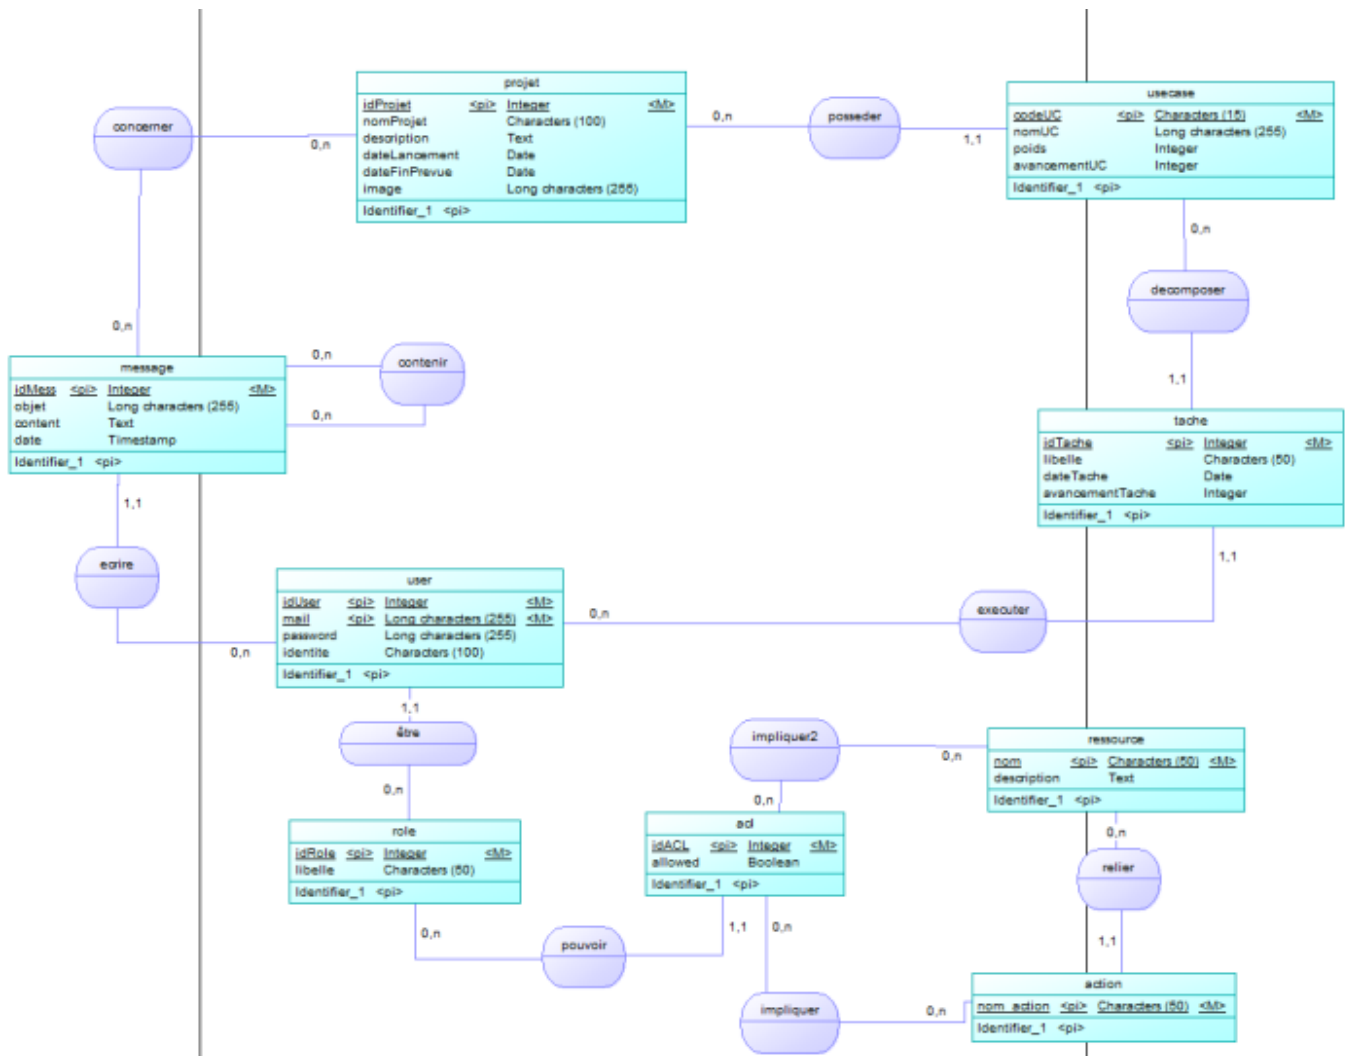 projet
idProjet <pi> Integer <M>
nomProjet Characters (100)
description Text
dateLancement Date
dateFinPrevue Date
image Long characters (255)
Identifier_1 <pi>
usecase
codeUC <pi> Characters (15) <M>
nomUC Long characters (255)
poids Integer
avancementUC Integer
Identifier_1 <pi>
concerner
0,n
0,n
posseder
0,n
1,1
0,n
decomposer
1,1
message
idMess <pi> Integer <M>
objet Long characters (255)
content Text
date Timestamp
Identifier_1 <pi>
0,n
contenir
0,n
tache
idTache <pi> Integer <M>
libelle Characters (50)
dateTache Date
avancementTache Integer
Identifier_1 <pi>
1,1
ecrire
0,n
user
idUser <pi> Integer <M>
mail <pi> Long characters (255) <M>
password Long characters (255)
identite Characters (100)
Identifier_1 <pi>
0,n
executer
1,1
1,1
être
0,n
role
idRole <pi> Integer <M>
libelle Characters (50)
Identifier_1 <pi>
impliquer2
0,n
0,n
ressource
nom <pi> Characters (50) <M>
description Text
Identifier_1 <pi>
acl
idACL <pi> Integer <M>
allowed Boolean
Identifier_1 <pi>
0,n
relier
1,1
0,n
pouvoir
1,1
0,n
impliquer
0,n
action
nom_action <pi> Characters (50) <M>
Identifier_1 <pi>